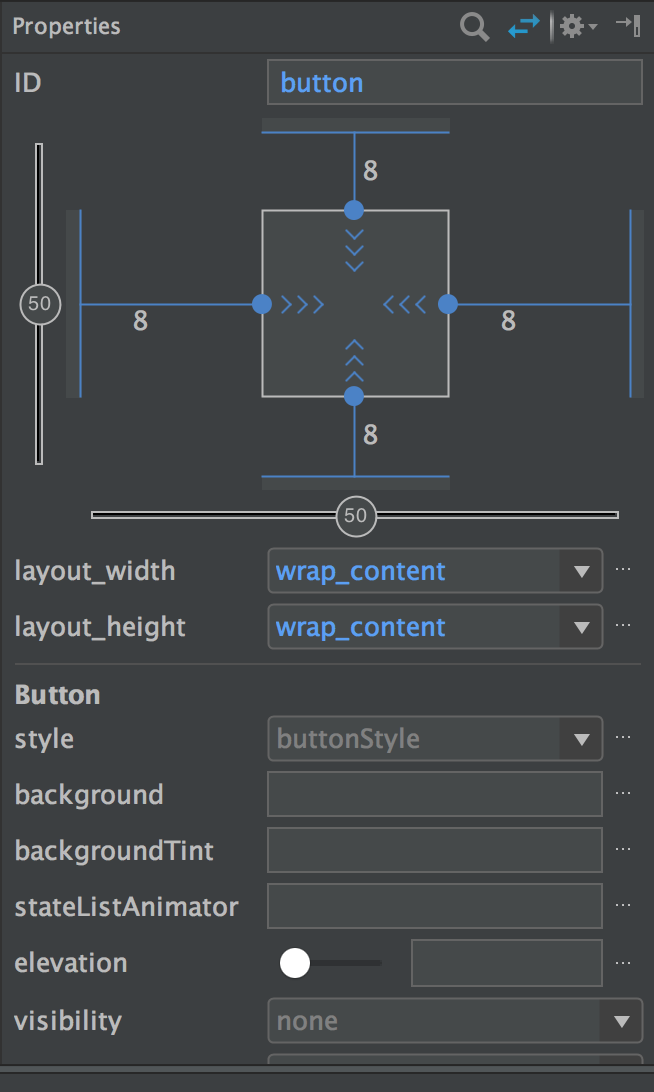 Properties
ID button
8
50 8 8
8
50
layout_width wrap_content
layout_height wrap_content
Button
style buttonStyle
background
backgroundTint
stateListAnimator
elevation
visibility none